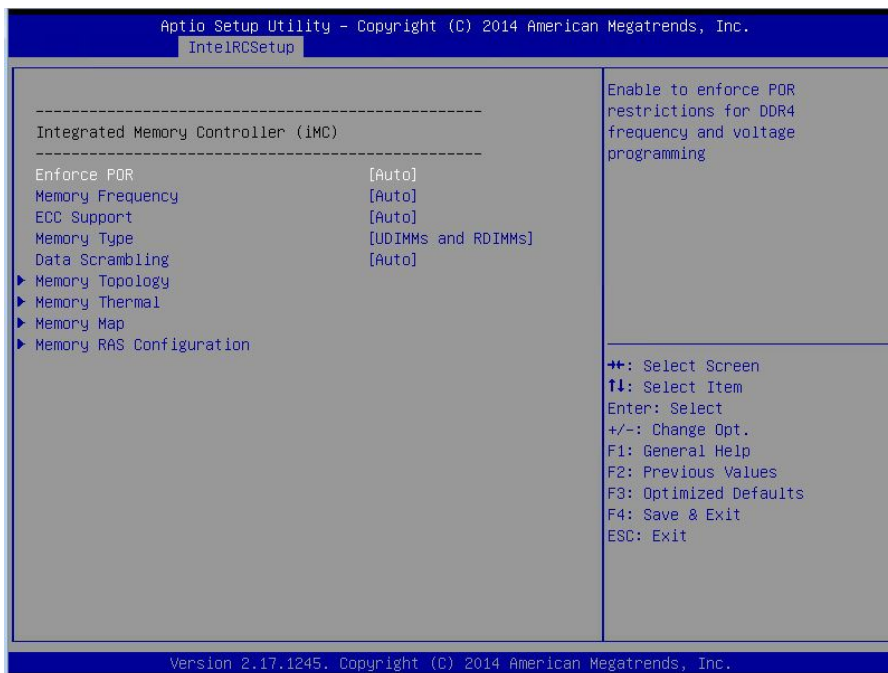 Aptio Setup Utility – Copyright (C) 2014 American Megatrends, Inc.
IntelRCSetup
------------------------------------------------
Integrated Memory Controller (iMC)
------------------------------------------------
Enforce POR [Auto]
Memory Frequency [Auto]
ECC Support [Auto]
Memory Type [UDIMMs and RDIMMs]
Data Scrambling [Auto]
▶ Memory Topology
▶ Memory Thermal
▶ Memory Map
▶ Memory RAS Configuration
Enable to enforce POR
restrictions for DDR4
frequency and voltage
programming
→←: Select Screen
↑↓: Select Item
Enter: Select
+/-: Change Opt.
F1: General Help
F2: Previous Values
F3: Optimized Defaults
F4: Save & Exit
ESC: Exit
Version 2.17.1245. Copyright (C) 2014 American Megatrends, Inc.